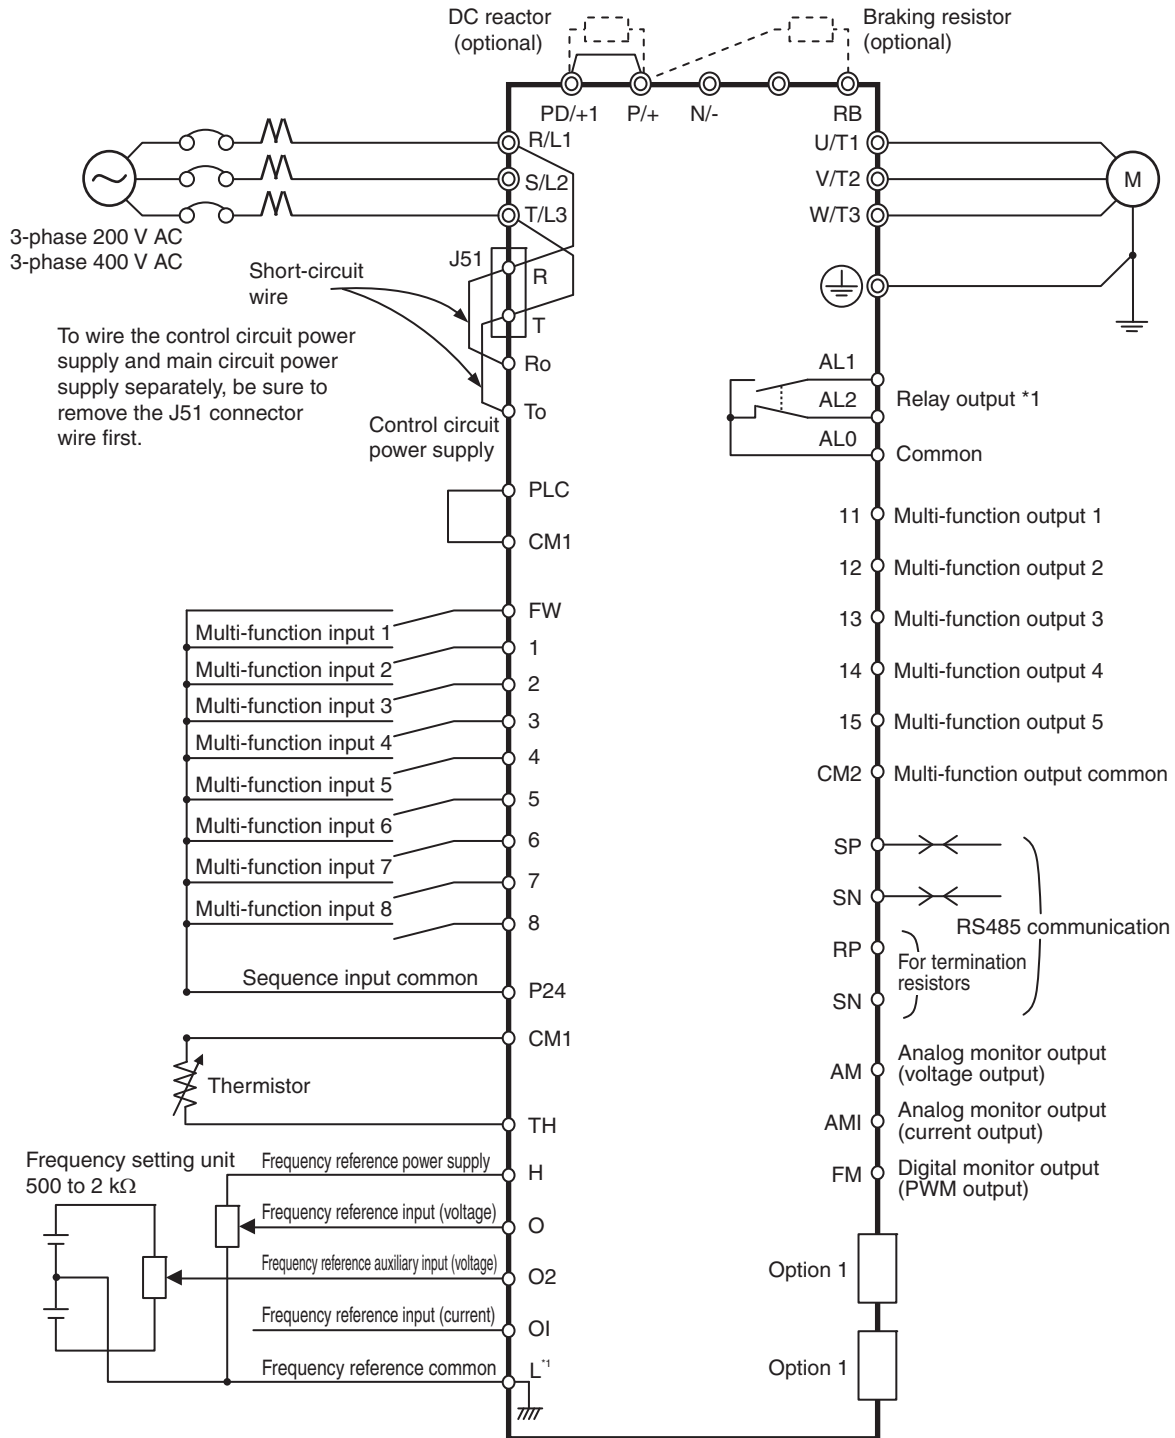 DC reactor
(optional)
Braking resistor
(optional)
PD/+1
P/+
N/-
RB
R/L1
S/L2
T/L3
U/T1
V/T2
W/T3
M
3-phase 200 V AC
3-phase 400 V AC
J51
R
T
Short-circuit
wire
To wire the control circuit power
supply and main circuit power
supply separately, be sure to
remove the J51 connector
wire first.
Ro
To
Control circuit
power supply
AL1
AL2
AL0
Relay output *1
Common
PLC
CM1
11 Multi-function output 1
12 Multi-function output 2
13 Multi-function output 3
14 Multi-function output 4
15 Multi-function output 5
CM2 Multi-function output common
FW
Multi-function input 1
1
Multi-function input 2
2
Multi-function input 3
3
Multi-function input 4
4
Multi-function input 5
5
Multi-function input 6
6
Multi-function input 7
7
Multi-function input 8
8
Sequence input common
P24
SP
SN
RP
SN
RS485 communication
For termination
resistors
CM1
Thermistor
TH
AM Analog monitor output
(voltage output)
AMI Analog monitor output
(current output)
FM Digital monitor output
(PWM output)
Frequency setting unit
500 to 2 kΩ
Frequency reference power supply
H
Frequency reference input (voltage)
O
Frequency reference auxiliary input (voltage)
O2
Frequency reference input (current)
OI
Frequency reference common
L*1
Option 1
Option 1